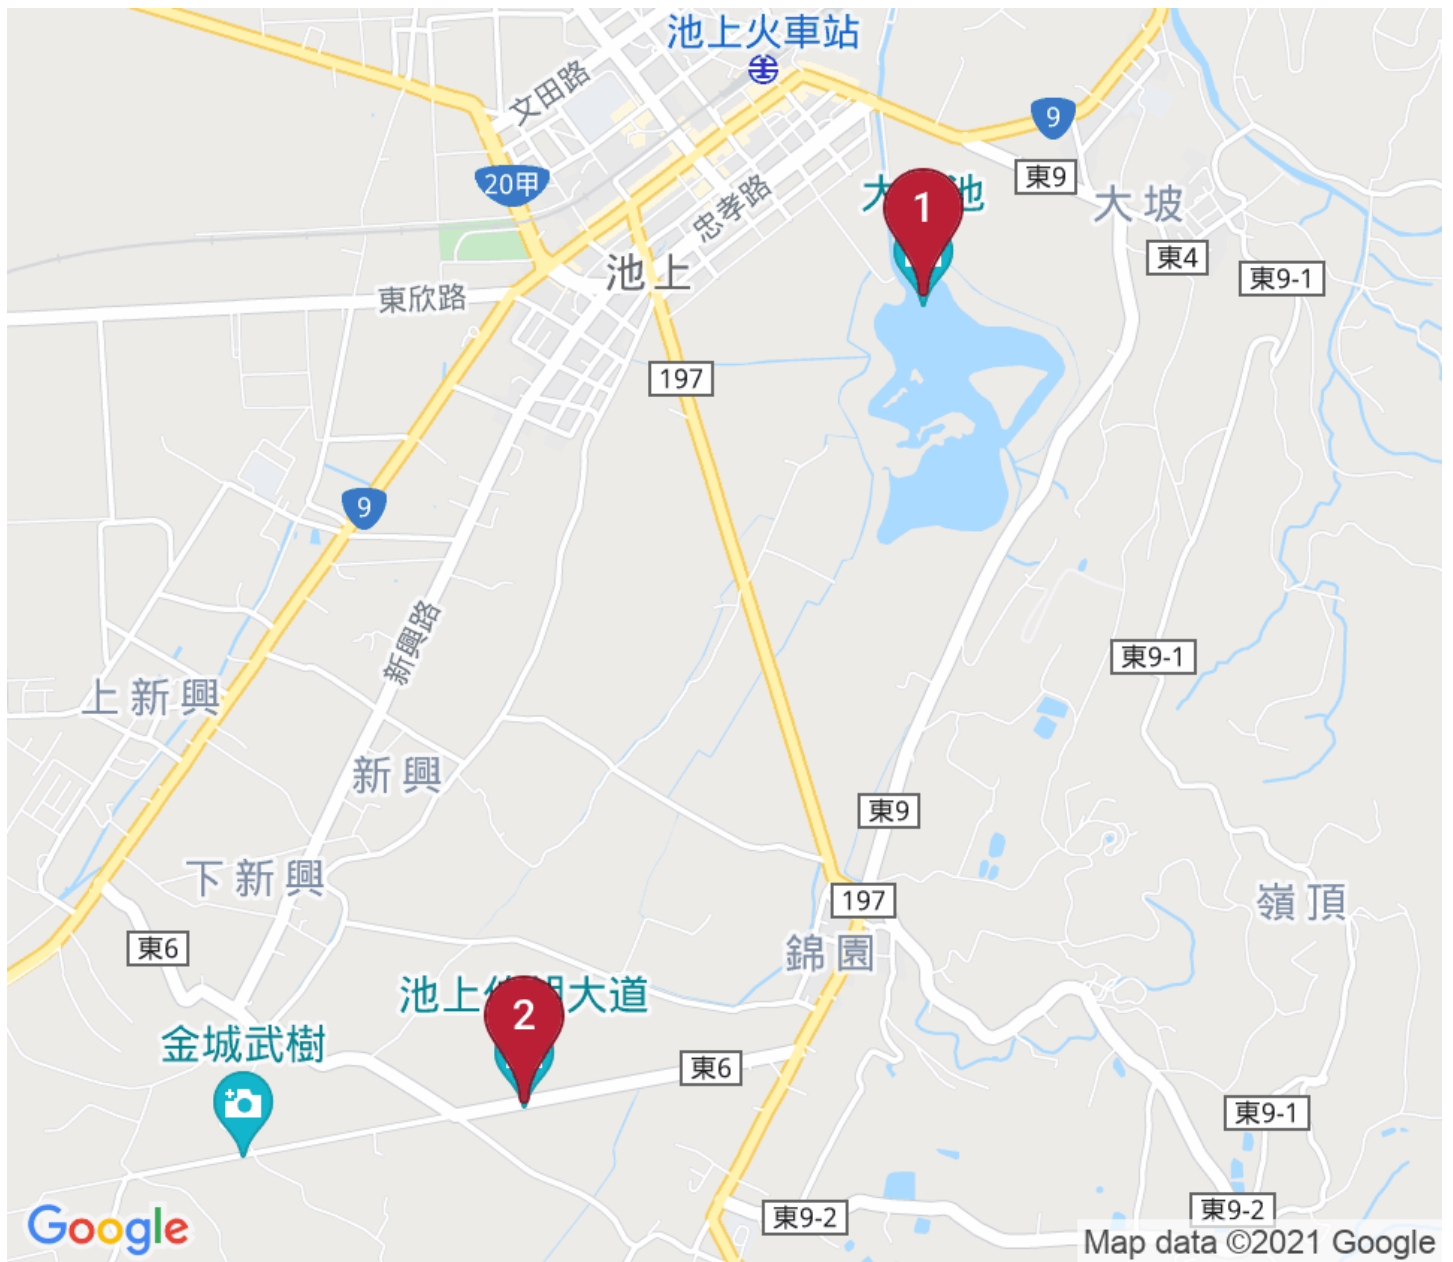 池上火車站
文田路
9
東9
20甲
大
池
1
大坡
忠孝路
東4
池上
東9-1
東欣路
197
9
新興路
東9-1
上新興
新興
東9
下新興
197
嶺頂
東6
錦園
池上
大道
2
金城武樹
東6
東9-1
東9-2
東9-2
Google
Map data ©2021 Google